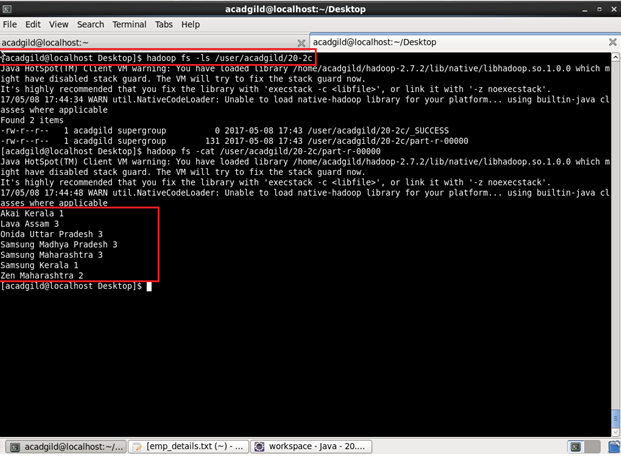 acadgild@localhost:~/Desktop
File Edit View Search Terminal Tabs Help
acadgild@localhost:~
acadgild@localhost:~/Desktop
[acadgild@localhost Desktop]$ hadoop fs -ls /user/acadgild/20-2c
Java HotSpot(TM) Client VM warning: You have loaded library /home/acadgild/hadoop-2.7.2/lib/native/libhadoop.so.1.0.0 which m
ight have disabled stack guard. The VM will try to fix the stack guard now.
It's highly recommended that you fix the library with 'execstack -c <libfile>', or link it with '-z noexecstack'.
17/05/08 17:44:34 WARN util.NativeCodeLoader: Unable to load native-hadoop library for your platform... using builtin-java cl
asses where applicable
Found 2 items
-rw-r--r-- 1 acadgild supergroup 0 2017-05-08 17:43 /user/acadgild/20-2c/_SUCCESS
-rw-r--r-- 1 acadgild supergroup 131 2017-05-08 17:43 /user/acadgild/20-2c/part-r-00000
[acadgild@localhost Desktop]$ hadoop fs -cat /user/acadgild/20-2c/part-r-00000
Java HotSpot(TM) Client VM warning: You have loaded library /home/acadgild/hadoop-2.7.2/lib/native/libhadoop.so.1.0.0 which m
ight have disabled stack guard. The VM will try to fix the stack guard now.
It's highly recommended that you fix the library with 'execstack -c <libfile>', or link it with '-z noexecstack'.
17/05/08 17:44:48 WARN util.NativeCodeLoader: Unable to load native-hadoop library for your platform... using builtin-java cl
asses where applicable
Akai Kerala 1
Lava Assam 3
Onida Uttar Pradesh 3
Samsung Madhya Pradesh 3
Samsung Maharashtra 3
Samsung Kerala 1
Zen Maharashtra 2
[acadgild@localhost Desktop]$
acadgild@localhost:~/... [emp_details.txt (~) - ... workspace - Java - 20....